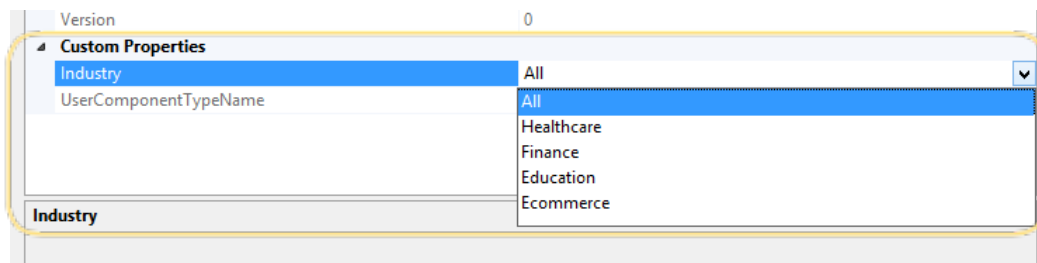 Version 0
Custom Properties
Industry All
UserComponentTypeName All
Healthcare
Finance
Education
Ecommerce
Industry